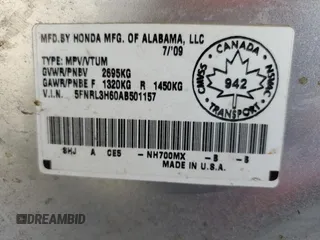 MFD.BY HONDA MFG. OF ALABAMA, LLC
7/'09
TYPE: MPV/VTUM
GVWR/PNBV 2695KG
GAWR/PNBE F 1320KG R 1450KG
V.I.N. 5FNRL3H60AB501157
CANADA
CMVSS NSVAC
942
TRANSPORT
SHJ A CE5 - NH700MX - B - B
MADE IN U.S.A.
DREAMBID